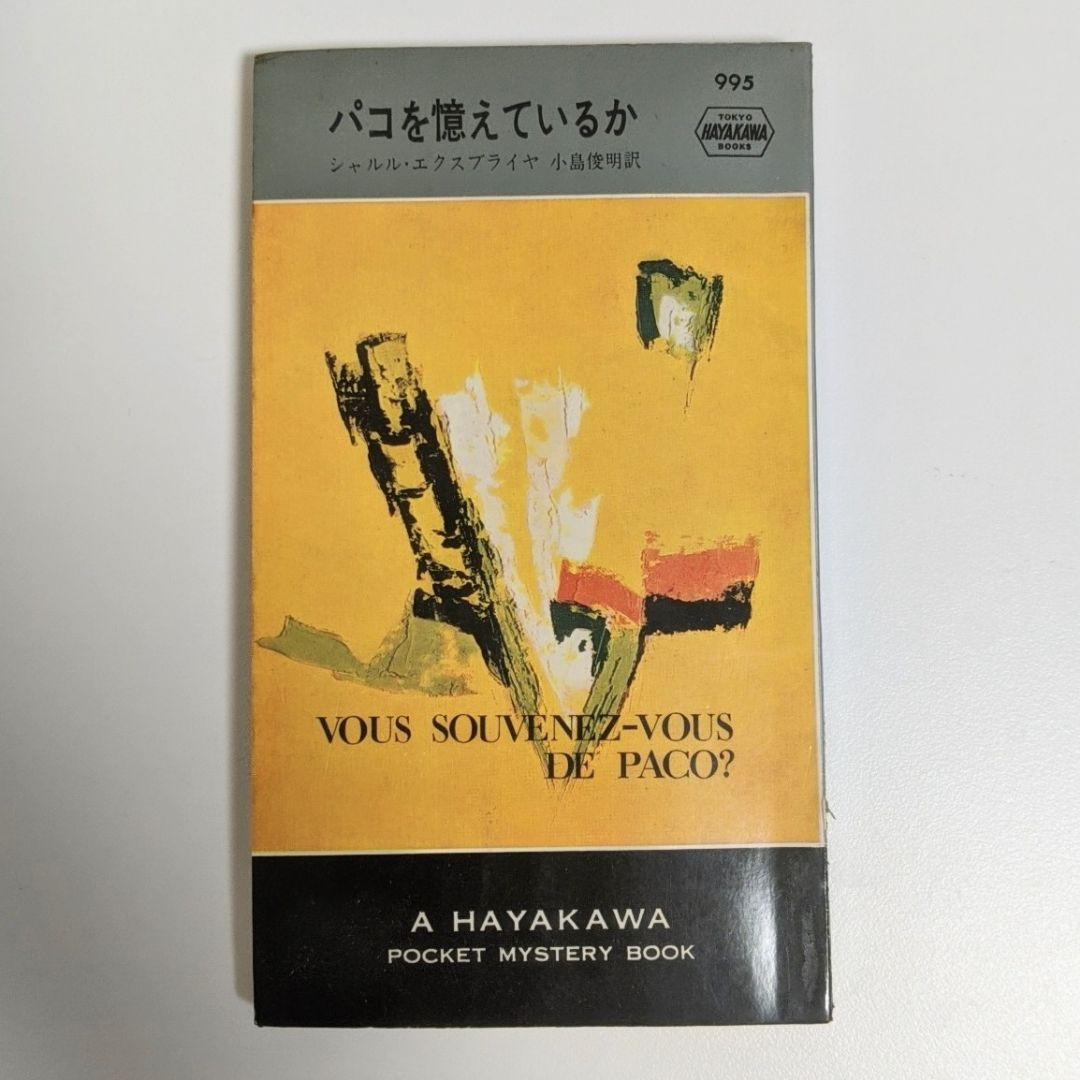 995
パコを憶えているか
シャルル・エクスブライヤ 小島俊明訳
TOKYO
HAYAKAWA
BOOKS
VOUS SOUVENEZ-VOUS
DE PACO?
A HAYAKAWA
POCKET MYSTERY BOOK